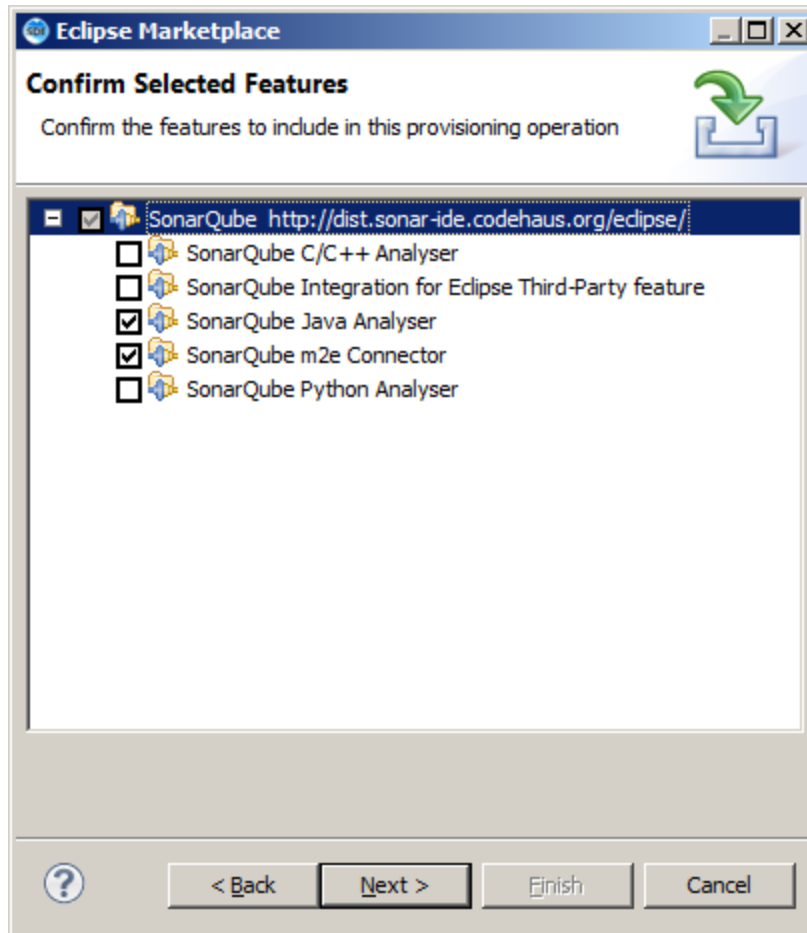 Eclipse Marketplace
Confirm Selected Features
Confirm the features to include in this provisioning operation
SonarQube http://dist.sonar-ide.codehaus.org/eclipse/
SonarQube C/C++ Analyser
SonarQube Integration for Eclipse Third-Party feature
SonarQube Java Analyser
SonarQube m2e Connector
SonarQube Python Analyser
? < Back Next > Finish Cancel